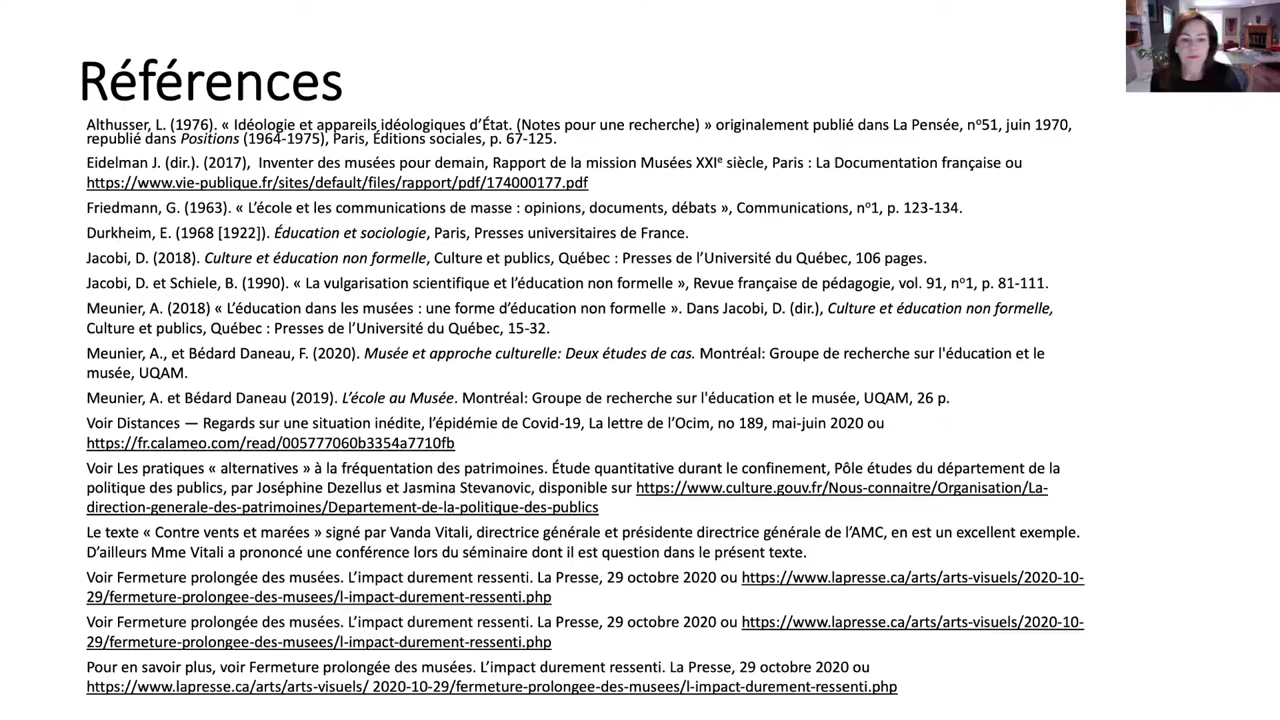 Références
Althusser, L. (1976). « Idéologie et appareils idéologiques d’État. (Notes pour une recherche) » originalement publié dans La Pensée, nº51, juin 1970,
republié dans Positions (1964-1975), Paris, Éditions sociales, p. 67-125.
Eidelman J. (dir.). (2017), Inventer des musées pour demain, Rapport de la mission Musées XXIᵉ siècle, Paris : La Documentation française ou
https://www.vie-publique.fr/sites/default/files/rapport/pdf/174000177.pdf
Friedmann, G. (1963). « L’école et les communications de masse : opinions, documents, débats », Communications, nº1, p. 123-134.
Durkheim, E. (1968 [1922]). Éducation et sociologie, Paris, Presses universitaires de France.
Jacobi, D. (2018). Culture et éducation non formelle, Culture et publics, Québec : Presses de l’Université du Québec, 106 pages.
Jacobi, D. et Schiele, B. (1990). « La vulgarisation scientifique et l’éducation non formelle », Revue française de pédagogie, vol. 91, nº1, p. 81-111.
Meunier, A. (2018) « L’éducation dans les musées : une forme d’éducation non formelle ». Dans Jacobi, D. (dir.), Culture et éducation non formelle,
Culture et publics, Québec : Presses de l’Université du Québec, 15-32.
Meunier, A., et Bédard Daneau, F. (2020). Musée et approche culturelle: Deux études de cas. Montréal: Groupe de recherche sur l'éducation et le
musée, UQAM.
Meunier, A. et Bédard Daneau (2019). L’école au Musée. Montréal: Groupe de recherche sur l'éducation et le musée, UQAM, 26 p.
Voir Distances — Regards sur une situation inédite, l’épidémie de Covid-19, La lettre de l’Ocim, no 189, mai-juin 2020 ou
https://fr.calameo.com/read/005777060b3354a7710fb
Voir Les pratiques « alternatives » à la fréquentation des patrimoines. Étude quantitative durant le confinement, Pôle études du département de la
politique des publics, par Joséphine Dezellus et Jasmina Stevanovic, disponible sur https://www.culture.gouv.fr/Nous-connaitre/Organisation/La-
direction-generale-des-patrimoines/Departement-de-la-politique-des-publics
Le texte « Contre vents et marées » signé par Vanda Vitali, directrice générale et présidente directrice générale de l’AMC, en est un excellent exemple.
D’ailleurs Mme Vitali a prononcé une conférence lors du séminaire dont il est question dans le présent texte.
Voir Fermeture prolongée des musées. L’impact durement ressenti. La Presse, 29 octobre 2020 ou https://www.lapresse.ca/arts/arts-visuels/2020-10-
29/fermeture-prolongee-des-musees/l-impact-durement-ressenti.php
Voir Fermeture prolongée des musées. L’impact durement ressenti. La Presse, 29 octobre 2020 ou https://www.lapresse.ca/arts/arts-visuels/2020-10-
29/fermeture-prolongee-des-musees/l-impact-durement-ressenti.php
Pour en savoir plus, voir Fermeture prolongée des musées. L’impact durement ressenti. La Presse, 29 octobre 2020 ou
https://www.lapresse.ca/arts/arts-visuels/ 2020-10-29/fermeture-prolongee-des-musees/l-impact-durement-ressenti.php